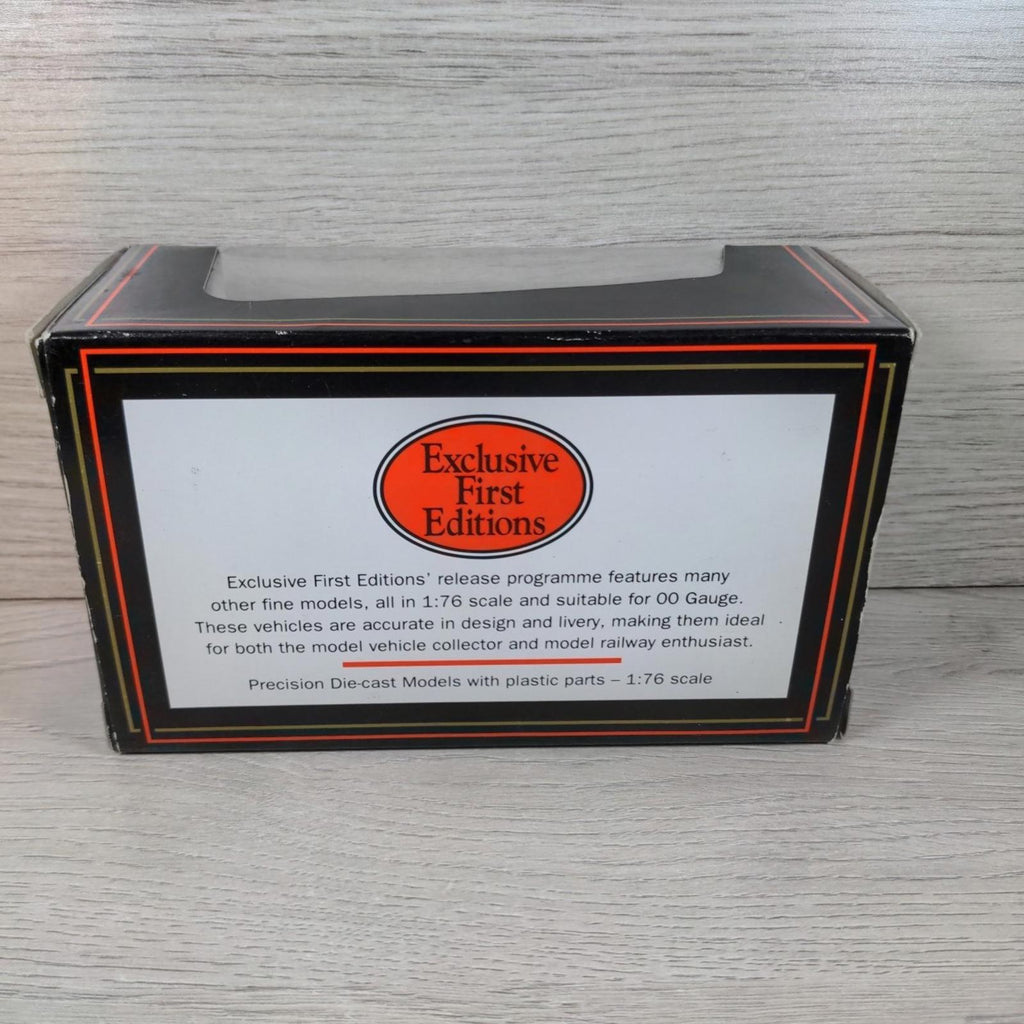 Exclusive
First
Editions
Exclusive First Editions' release programme features many
other fine models, all in 1:76 scale and suitable for 00 Gauge.
These vehicles are accurate in design and livery, making them ideal
for both the model vehicle collector and model railway enthusiast.
Precision Die-cast Models with plastic parts – 1:76 scale